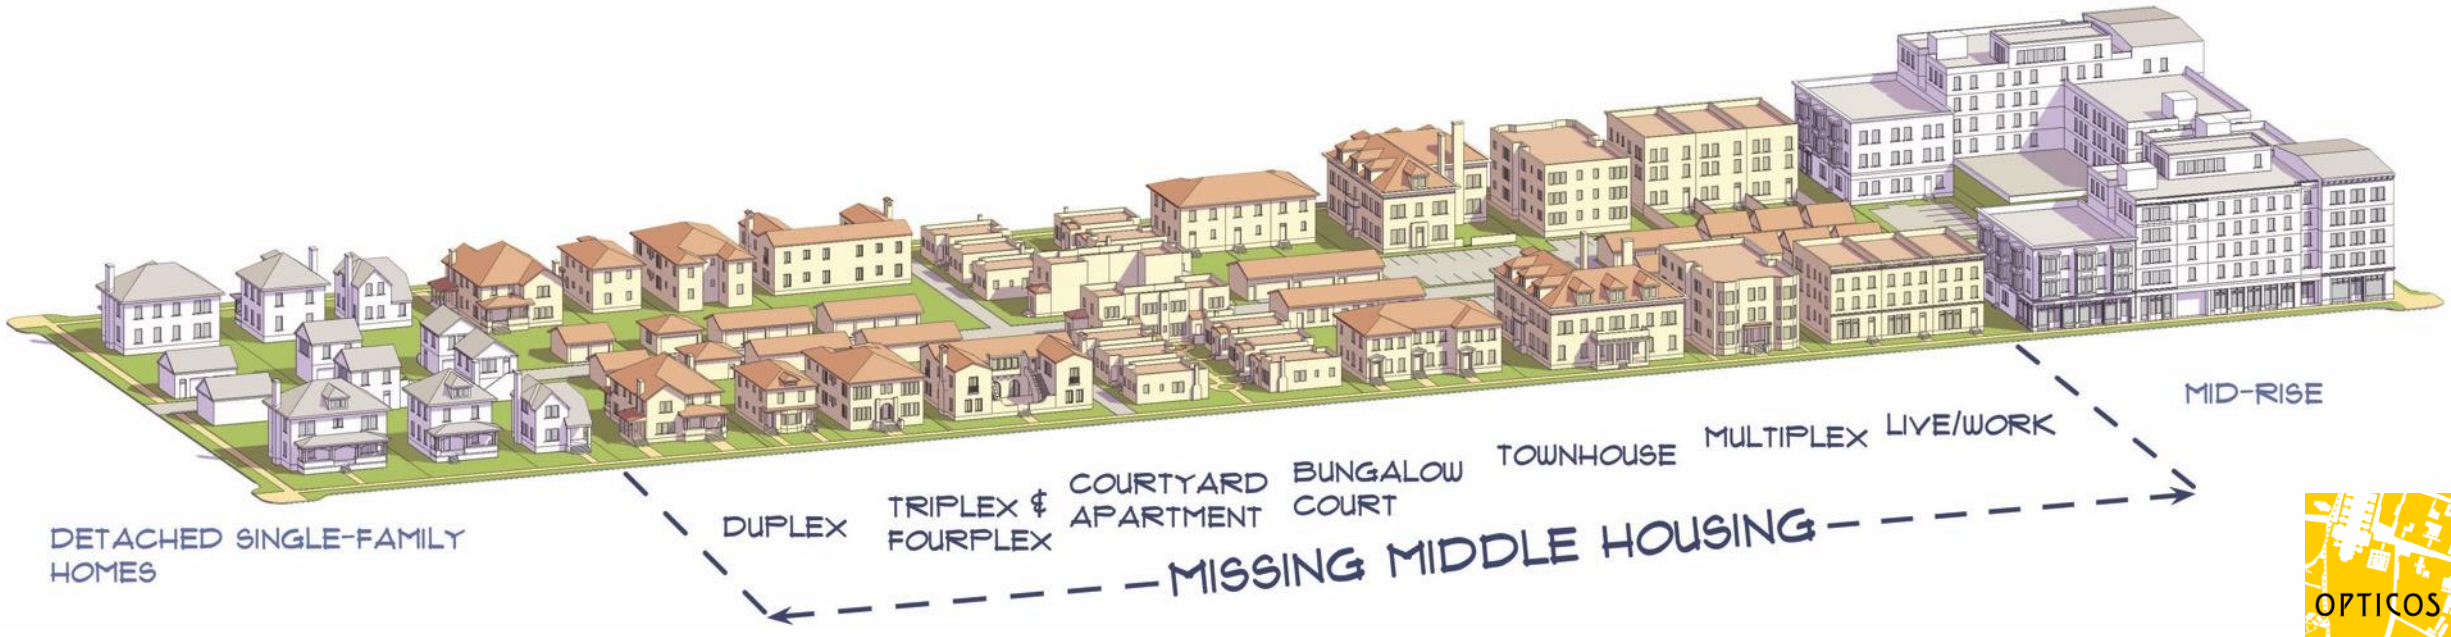 DETACHED SINGLE-FAMILY
HOMES
DUPLEX
TRIPLEX &
FOURPLEX
COURTYARD
APARTMENT
BUNGALOW
COURT
TOWNHOUSE
MULTIPLEX
LIVE/WORK
MID-RISE
MISSING MIDDLE HOUSING
OPTICOS